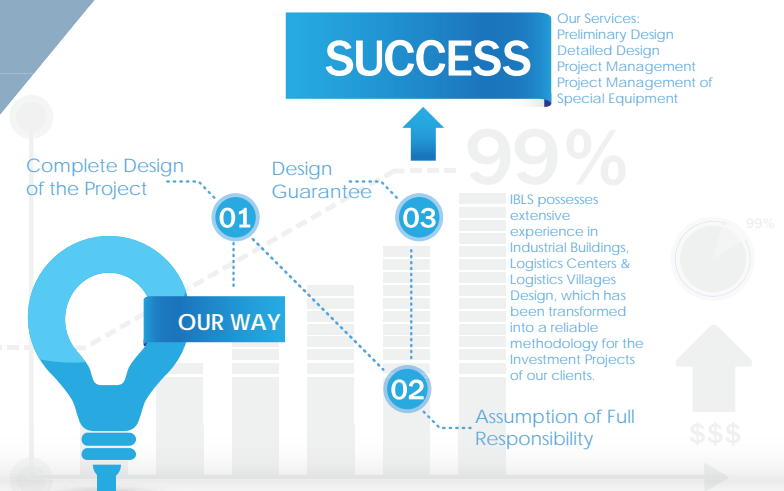 SUCCESS
Our Services:
Preliminary Design
Detailed Design
Project Management
Project Management of
Special Equipment
99%
Complete Design
of the Project
Design
Guarantee
01
03
IBLS possesses
extensive
experience in
Industrial Buildings,
Logistics Centers &
Logistics Villages
Design, which has
been transformed
into a reliable
methodology for the
Investment Projects
of our clients.
99%
OUR WAY
02
Assumption of Full
Responsibility
$$$